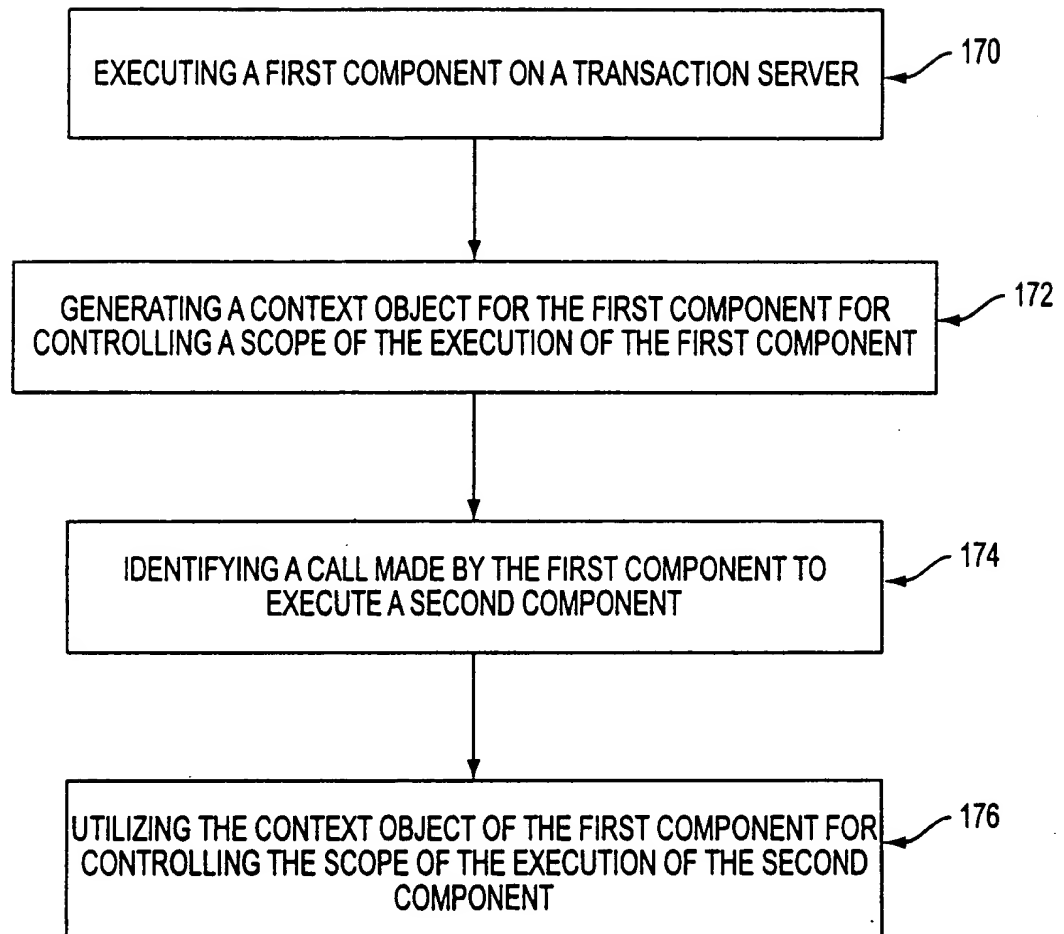 EXECUTING A FIRST COMPONENT ON A TRANSACTION SERVER
170
GENERATING A CONTEXT OBJECT FOR THE FIRST COMPONENT FOR
CONTROLLING A SCOPE OF THE EXECUTION OF THE FIRST COMPONENT
172
IDENTIFYING A CALL MADE BY THE FIRST COMPONENT TO
EXECUTE A SECOND COMPONENT
174
UTILIZING THE CONTEXT OBJECT OF THE FIRST COMPONENT FOR
CONTROLLING THE SCOPE OF THE EXECUTION OF THE SECOND
COMPONENT
176